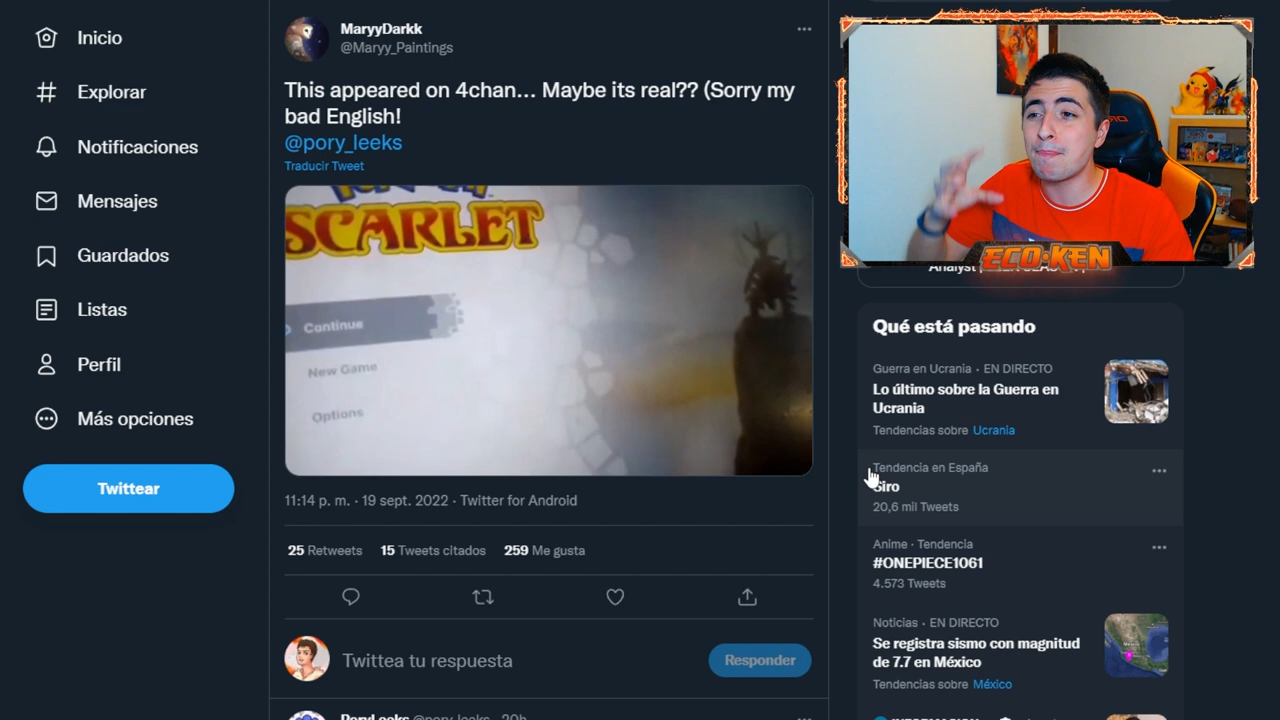 Inicio
Explorar
Notificaciones
Mensajes
Guardados
Listas
Perfil
Más opciones
Twittear
MaryyDarkk
@Maryy_Paintings
This appeared on 4chan... Maybe its real?? (Sorry my
bad English!
@pory_leeks
Traducir Tweet
SCARLET
Continue
New Game
Options
11:14 p. m. · 19 sept. 2022 · Twitter for Android
25 Retweets 15 Tweets citados 259 Me gusta
Twittea tu respuesta
Responder
PoryLeeks @pory_leeks · 20h
ECO·KEN
Analyst
Qué está pasando
Guerra en Ucrania · EN DIRECTO
Lo último sobre la Guerra en
Ucrania
Tendencias sobre Ucrania
Tendencia en España
Siro
20,6 mil Tweets
Anime · Tendencia
#ONEPIECE1061
4.573 Tweets
Noticias · EN DIRECTO
Se registra sismo con magnitud
de 7.7 en México
Tendencias sobre México